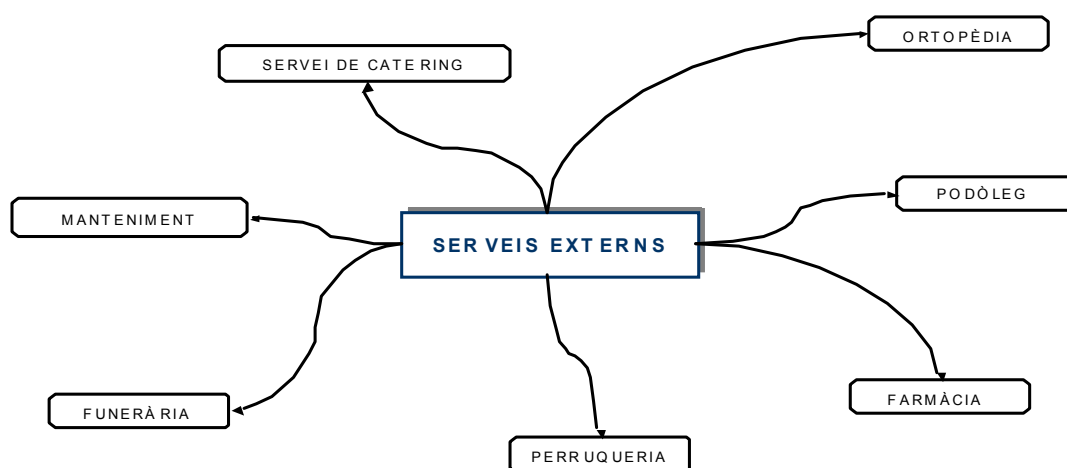 ORTOPÈDIA
SERVEI DE CATERING
PODÒLEG
MANTENIMENT
SERVEIS EXTERNS
FARMÀCIA
FUNERÀRIA
PERRUQUERIA